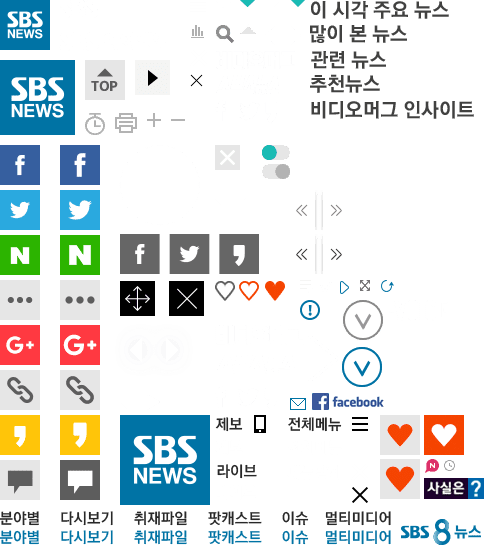 SBS
NEWS
이 시각 주요 뉴스
많이 본 뉴스
관련 뉴스
추천뉴스
비디오머그 인사이트
SBS
NEWS
TOP
f f
N N
f
G+ G+
facebook
SBS
NEWS
제보 전체메뉴
라이브
N
사실은 ?
분야별 다시보기 취재파일 팟캐스트 이슈 멀티미디어
분야별 다시보기 취재파일 팟캐스트 이슈 멀티미디어
SBS 8 뉴스